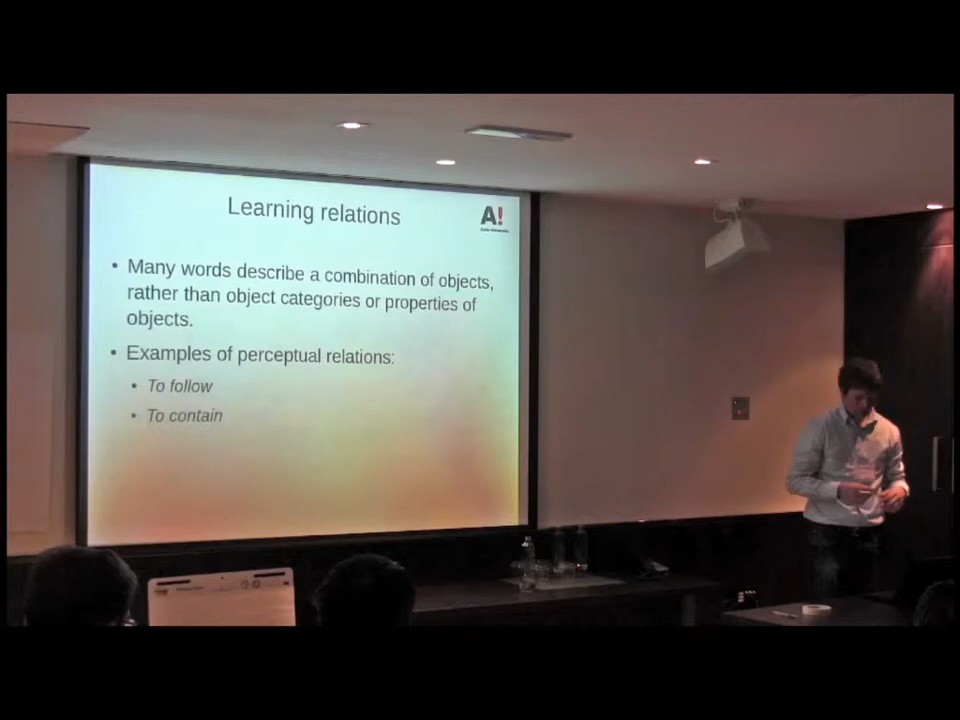 Learning relations
A!
• Many words describe a combination of objects,
rather than object categories or properties of
objects.
• Examples of perceptual relations:
• To follow
• To contain